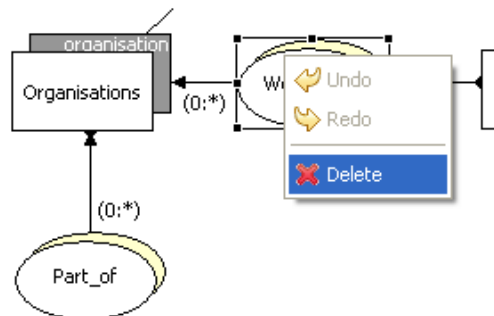 organisation
Organisations
(0:*)
Undo
Redo
Delete
(0:*)
Part_of